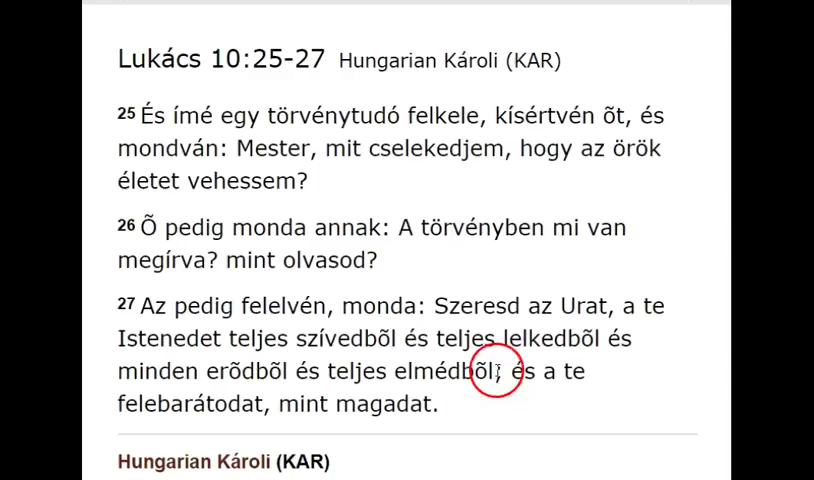 Lukács 10:25-27 Hungarian Károli (KAR)
25 És ímé egy törvénytudó felkele, kísértvén õt, és
mondván: Mester, mit cselekedjem, hogy az örök
életet vehessem?
26 Õ pedig monda annak: A törvényben mi van
megírva? mint olvasod?
27 Az pedig felelvén, monda: Szeresd az Urat, a te
Istenedet teljes szívedbõl és teljes lelkedbõl és
minden erõdbõl és teljes elmédbõl; és a te
felebarátodat, mint magadat.
Hungarian Károli (KAR)